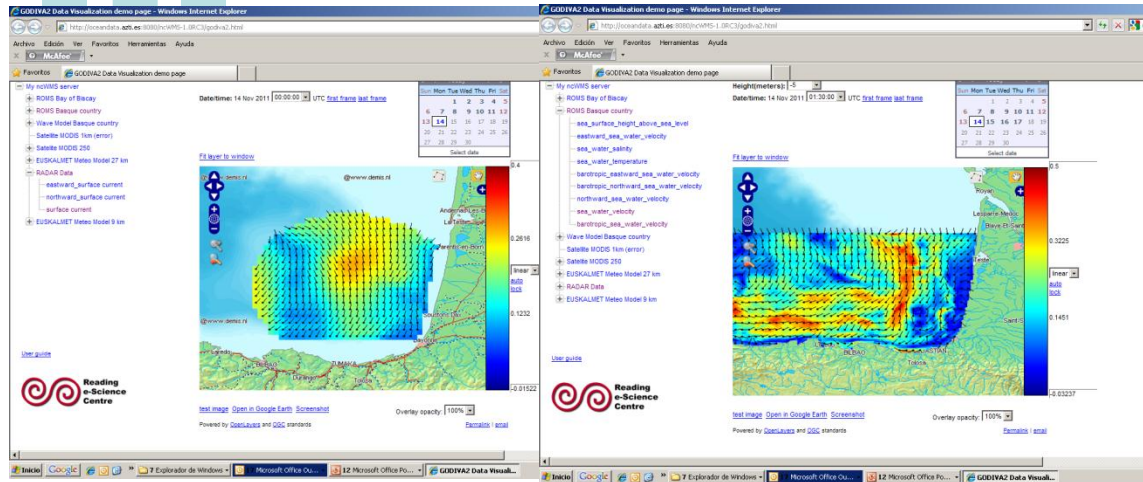 GODIVA2 Data Visualization demo page - Windows Internet Explorer
http://oceandata.azti.es:8080/ncWMS-1.0RC3/godiva2.html
Archivo Edición Ver Favoritos Herramientas Ayuda
McAfee
Favoritos GODIVA2 Data Visualization demo page
My ncWMS server
ROMS Bay of Biscay
ROMS Basque country
Wave Model Basque country
Satellite MODIS 1km (error)
Satellite MODIS 250
EUSKALMET Meteo Model 27 km
RADAR Data
eastward_surface current
northward_surface current
surface current
EUSKALMET Meteo Model 9 km
Date/time: 14 Nov 2011 00:00:00 UTC first frame last frame
Sun Mon Tue Wed Thu Fri Sat
1 2 3 4 5
6 7 8 9 10 11 12
13 14 15 16 17 18 19
20 21 22 23 24 25 26
27 28 29 30
Select date
Fit layer to window
0.4
@www.demis.nl
Parentis-en-Born
0.2616
linear
auto
lock
0.1232
@www.demis.nl
Bayonne
Laredo
BILBAO
ZUMAIA
Durango
Tolosa
-0.01522
User guide
Reading
e-Science
Centre
test image Open in Google Earth Screenshot
Overlay opacity: 100%
Powered by OpenLayers and OGC standards
Permalink | email
Inicio Google 7 Explorador de Windows Microsoft Office Ou... 12 Microsoft Office Po... GODIVA2 Data Visuali...
GODIVA2 Data Visualization demo page - Windows Internet Explorer
http://oceandata.azti.es:8080/ncWMS-1.0RC3/godiva2.html
Archivo Edición Ver Favoritos Herramientas Ayuda
McAfee
Favoritos GODIVA2 Data Visualization demo page
My ncWMS server
ROMS Bay of Biscay
ROMS Basque country
sea_surface_height_above_sea_level
eastward_sea_water_velocity
sea_water_salinity
sea_water_temperature
barotropic_eastward_sea_water_velocity
barotropic_northward_sea_water_velocity
northward_sea_water_velocity
sea_water_velocity
barotropic_sea_water_velocity
Wave Model Basque country
Satellite MODIS 1km (error)
Satellite MODIS 250
EUSKALMET Meteo Model 27 km
RADAR Data
EUSKALMET Meteo Model 9 km
Height(meters): -5
Date/time: 14 Nov 2011 01:30:00 UTC first frame last frame
Sun Mon Tue Wed Thu Fri Sat
1 2 3 4 5
6 7 8 9 10 11 12
13 14 15 16 17 18 19
20 21 22 23 24 25 26
27 28 29 30
Select date
Fit layer to window
0.5
Royan
0.3225
linear
auto
lock
0.1451
BILBAO
Tolosa
-0.03237
User guide
Reading
e-Science
Centre
test image Open in Google Earth Screenshot
Overlay opacity: 100%
Powered by OpenLayers and OGC standards
Permalink | email
Inicio Google 7 Explorador de Windows Microsoft Office Ou... 12 Microsoft Office Po... GODIVA2 Data Visuali...